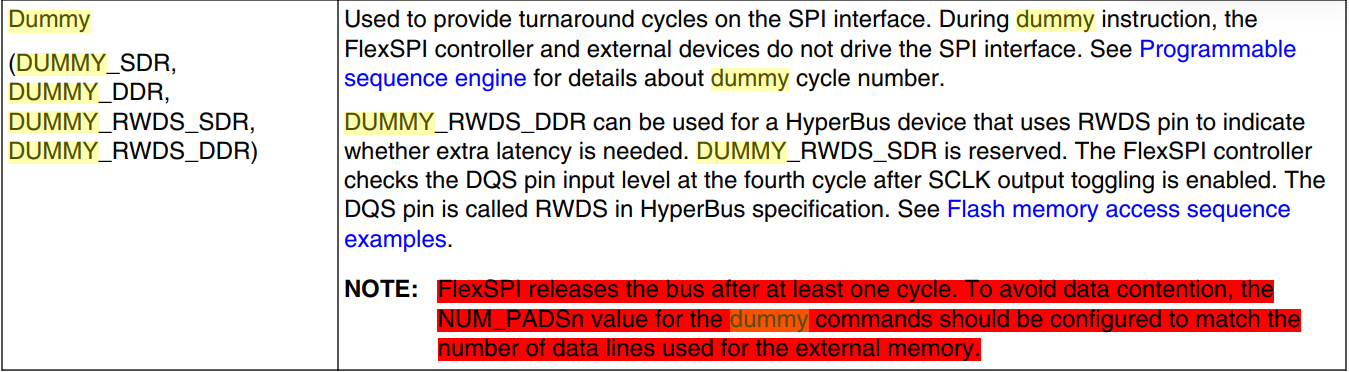 Dummy
(DUMMY_SDR,
DUMMY_DDR,
DUMMY_RWDS_SDR,
DUMMY_RWDS_DDR)
Used to provide turnaround cycles on the SPI interface. During dummy instruction, the
FlexSPI controller and external devices do not drive the SPI interface. See Programmable
sequence engine for details about dummy cycle number.
DUMMY_RWDS_DDR can be used for a HyperBus device that uses RWDS pin to indicate
whether extra latency is needed. DUMMY_RWDS_SDR is reserved. The FlexSPI controller
checks the DQS pin input level at the fourth cycle after SCLK output toggling is enabled. The
DQS pin is called RWDS in HyperBus specification. See Flash memory access sequence
examples.
NOTE: FlexSPI releases the bus after at least one cycle. To avoid data contention, the
NUM_PADSn value for the dummy commands should be configured to match the
number of data lines used for the external memory.